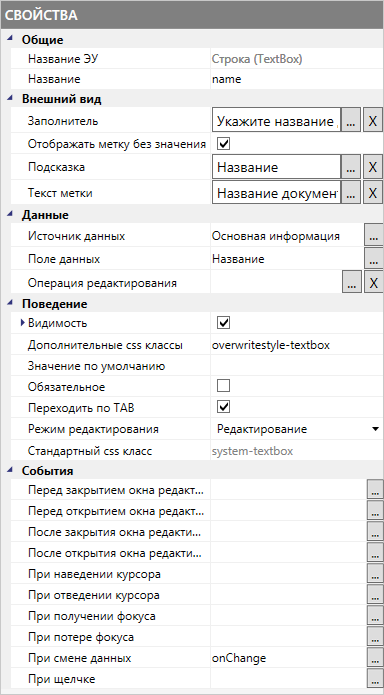 СВОЙСТВА
Общие
Название ЭУ Строка (TextBox)
Название name
Внешний вид
Заполнитель Укажите название ... X
Отображать метку без значения
Подсказка Название ... X
Текст метки Название документ ... X
Данные
Источник данных Основная информация ...
Поле данных Название ...
Операция редактирования ... X
Поведение
Видимость
Дополнительные css классы overwritestyle-textbox
Значение по умолчанию
Обязательное
Переходить по TAB
Режим редактирования Редактирование
Стандартный css класс system-textbox
События
Перед закрытием окна редакт... ...
Перед открытием окна редакт... ...
После закрытия окна редакти... ...
После открытия окна редакти... ...
При наведении курсора ...
При отведении курсора ...
При получении фокуса ...
При потере фокуса ...
При смене данных onChange ...
При щелчке ...